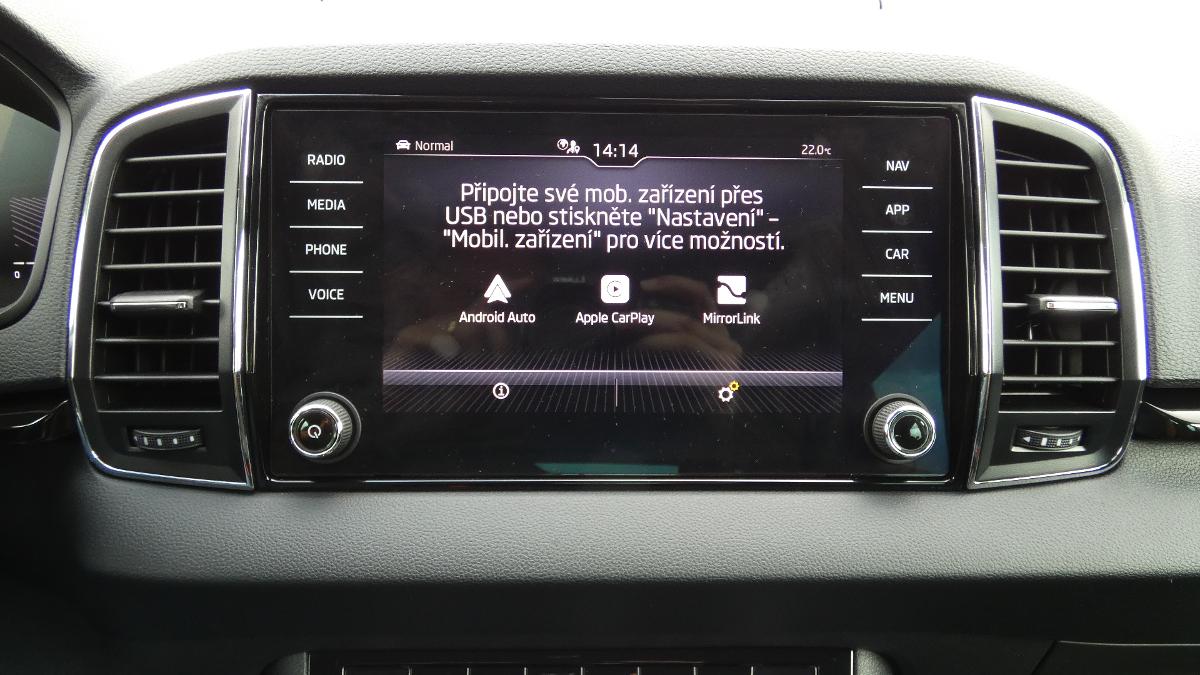 Normal
14:14
22.0°C
Připojte své mob. zařízení přes
USB nebo stiskněte "Nastavení" –
"Mobil. zařízení" pro více možností.
Android Auto
Apple CarPlay
MirrorLink
RADIO
MEDIA
PHONE
VOICE
NAV
APP
CAR
MENU
0